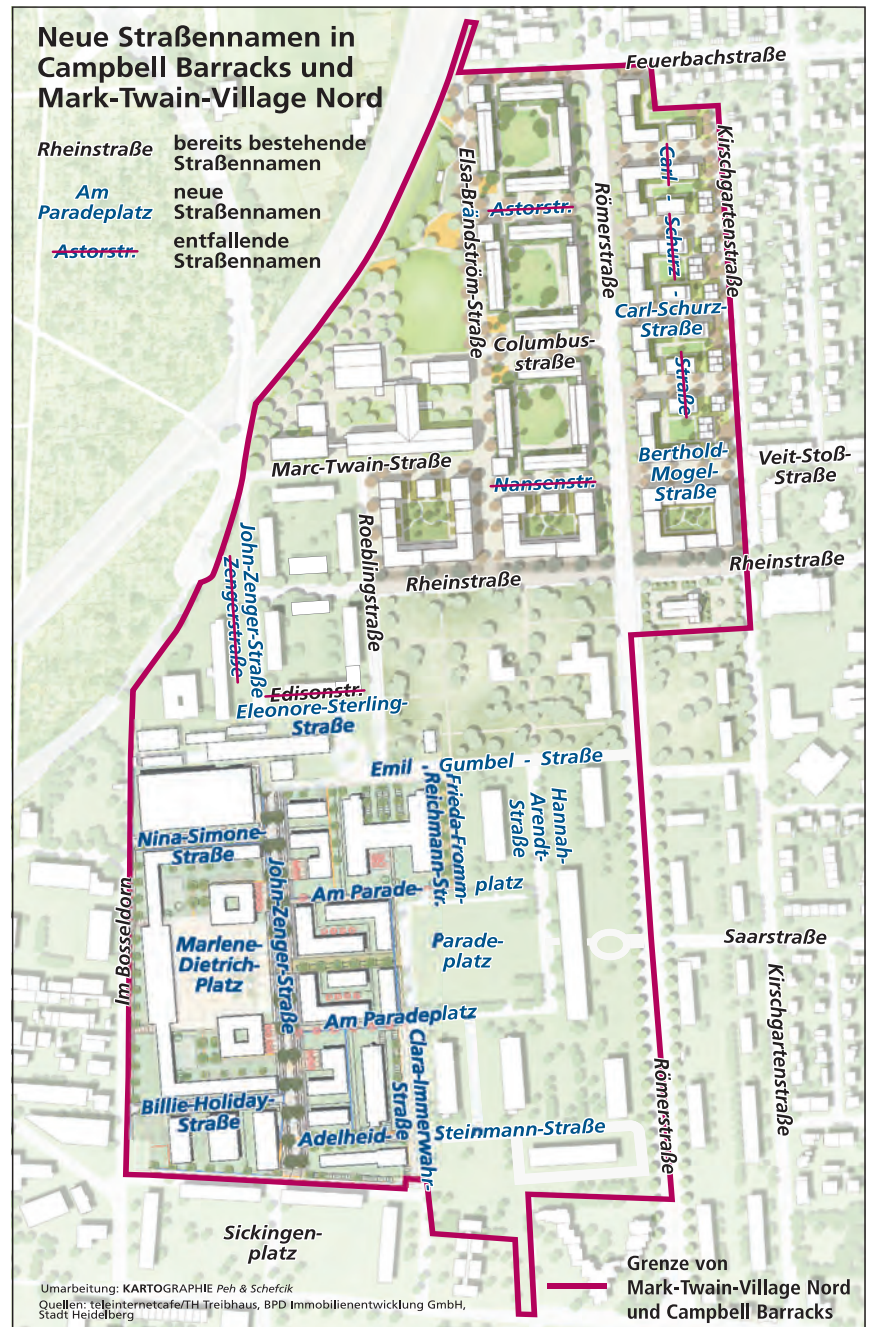 Neue Straßennamen in
Campbell Barracks und
Mark-Twain-Village Nord
Rheinstraße
bereits bestehende
Straßennamen
Am
Paradeplatz
neue
Straßennamen
Astorstr.
entfallende
Straßennamen
Feuerbachstraße
Kirschgartenstraße
Carl - Schurz - Straße
Elsa-Brändström-Straße
Römerstraße
Astorstr.
Carl-Schurz-
Straße
Columbus-
straße
Marc-Twain-Straße
Berthold-
Mogel-
Straße
Veit-Stoß-
Straße
Nansenstr.
John-Zenger-Straße
Zengerstraße
Roeblingstraße
Rheinstraße
Rheinstraße
Edisonstr.
Eleonore-Sterling-
Straße
Emil - Gumbel - Straße
Frieda-Fromm-
Reichmann-Str.
Hannah-
Arendt-
Straße
Nina-Simone-
Straße
John-Zenger-Straße
Am Parade- platz
Im Bosseldorn
Marlene-
Dietrich-
Platz
Parade-
platz
Saarstraße
Kirschgartenstraße
Am Paradeplatz
Clara-Immerwahr-
Straße
Römerstraße
Billie-Holiday-
Straße
Adelheid- Steinmann-Straße
Sickingen-
platz
Grenze von
Mark-Twain-Village Nord
und Campbell Barracks
Umarbeitung: KARTOGRAPHIE Peh & Schefcik
Quellen: teleinternetcafe/TH Treibhaus, BPD Immobilienentwicklung GmbH,
Stadt Heidelberg